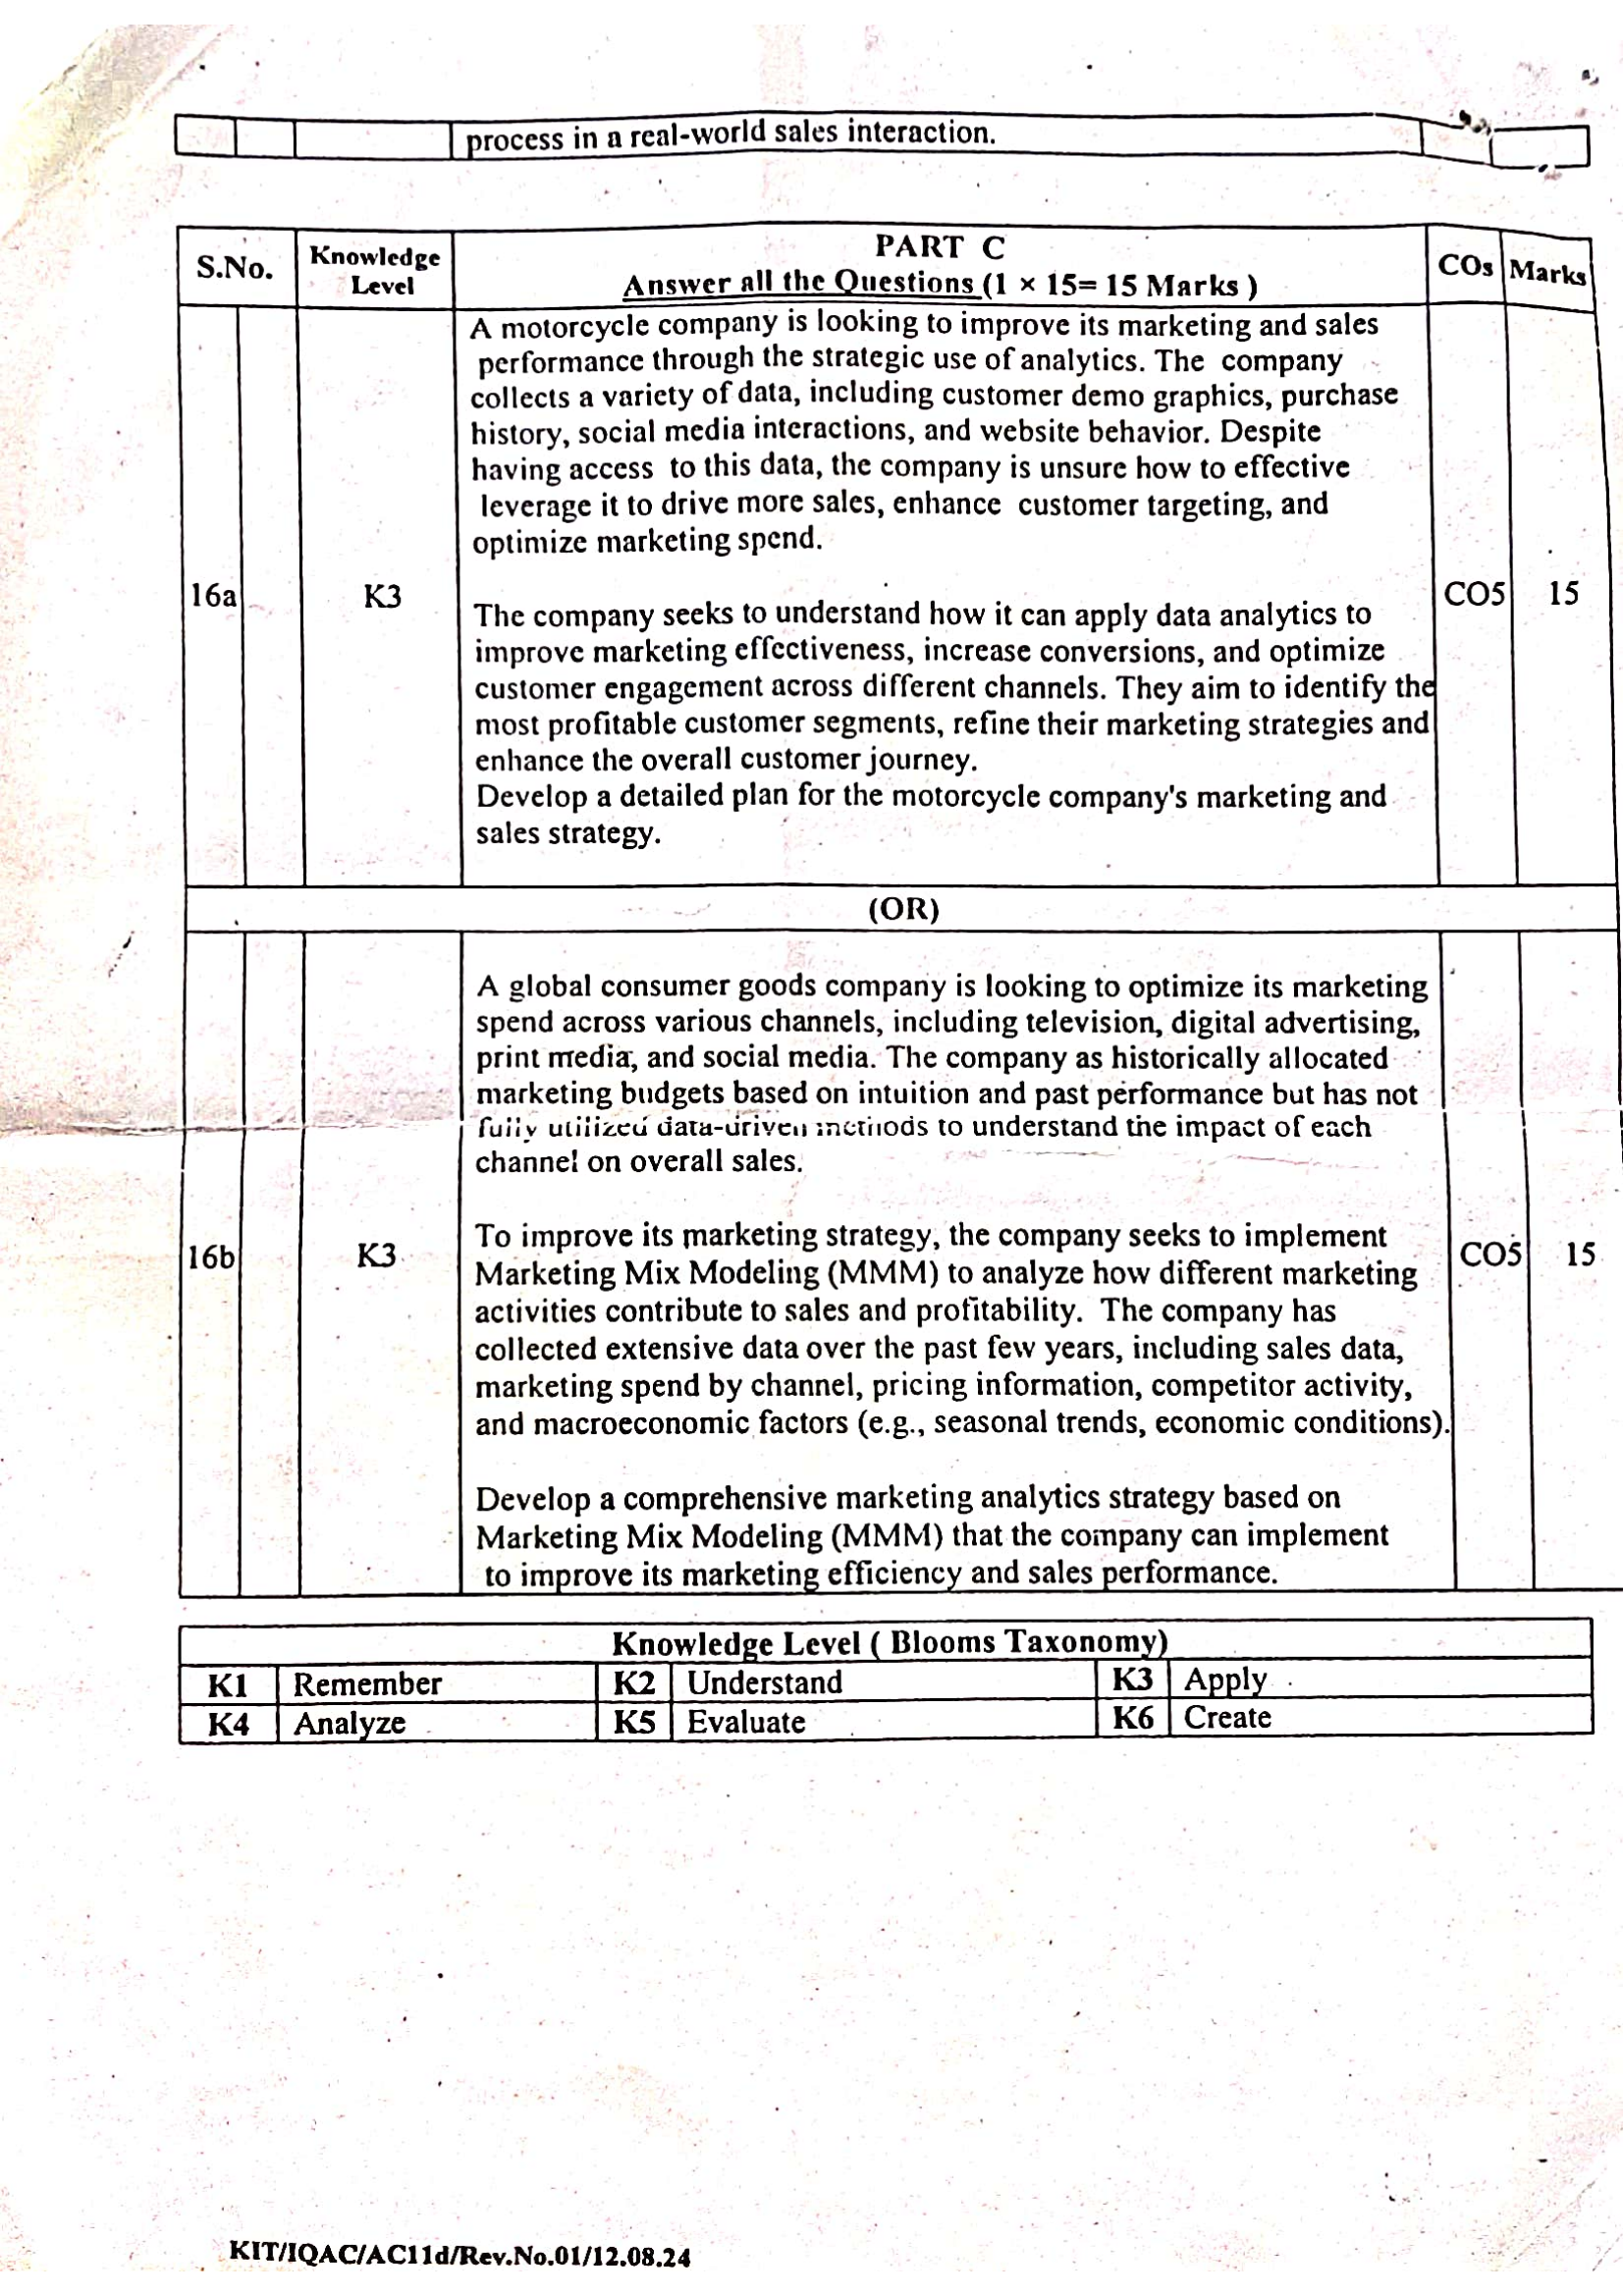 process in a real-world sales interaction.
S.No. Knowledge Level PART C COs Marks
Answer all the Questions (1 × 15= 15 Marks )
A motorcycle company is looking to improve its marketing and sales
performance through the strategic use of analytics. The company
collects a variety of data, including customer demo graphics, purchase
history, social media interactions, and website behavior. Despite
having access to this data, the company is unsure how to effective
leverage it to drive more sales, enhance customer targeting, and
optimize marketing spend.
16a K3 CO5 15
The company seeks to understand how it can apply data analytics to
improve marketing effectiveness, increase conversions, and optimize
customer engagement across different channels. They aim to identify the
most profitable customer segments, refine their marketing strategies and
enhance the overall customer journey.
Develop a detailed plan for the motorcycle company's marketing and
sales strategy.
(OR)
A global consumer goods company is looking to optimize its marketing
spend across various channels, including television, digital advertising,
print media, and social media. The company as historically allocated
marketing budgets based on intuition and past performance but has not
fully utilized data-driven methods to understand the impact of each
channel on overall sales.
16b K3 CO5 15
To improve its marketing strategy, the company seeks to implement
Marketing Mix Modeling (MMM) to analyze how different marketing
activities contribute to sales and profitability. The company has
collected extensive data over the past few years, including sales data,
marketing spend by channel, pricing information, competitor activity,
and macroeconomic factors (e.g., seasonal trends, economic conditions).
Develop a comprehensive marketing analytics strategy based on
Marketing Mix Modeling (MMM) that the company can implement
to improve its marketing efficiency and sales performance.
Knowledge Level ( Blooms Taxonomy)
K1 Remember K2 Understand K3 Apply
K4 Analyze K5 Evaluate K6 Create
KIT/IQAC/AC11d/Rev.No.01/12.08.24